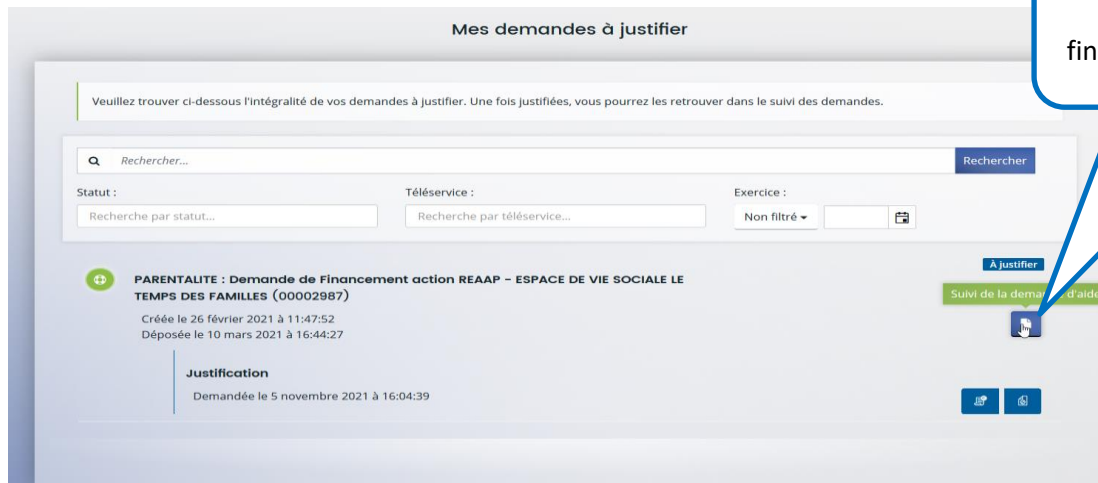 Mes demandes à justifier
fin
Veuillez trouver ci-dessous l'intégralité de vos demandes à justifier. Une fois justifiées, vous pourrez les retrouver dans le suivi des demandes.
Rechercher...
Rechercher
Statut :
Téléservice :
Exercice :
Recherche par statut...
Recherche par téléservice...
Non filtré
À justifier
PARENTALITE : Demande de Financement action REAAP - ESPACE DE VIE SOCIALE LE
TEMPS DES FAMILLES (00002987)
Suivi de la dema d'aide
Créée le 26 février 2021 à 11:47:52
Déposée le 10 mars 2021 à 16:44:27
Justification
Demandée le 5 novembre 2021 à 16:04:39